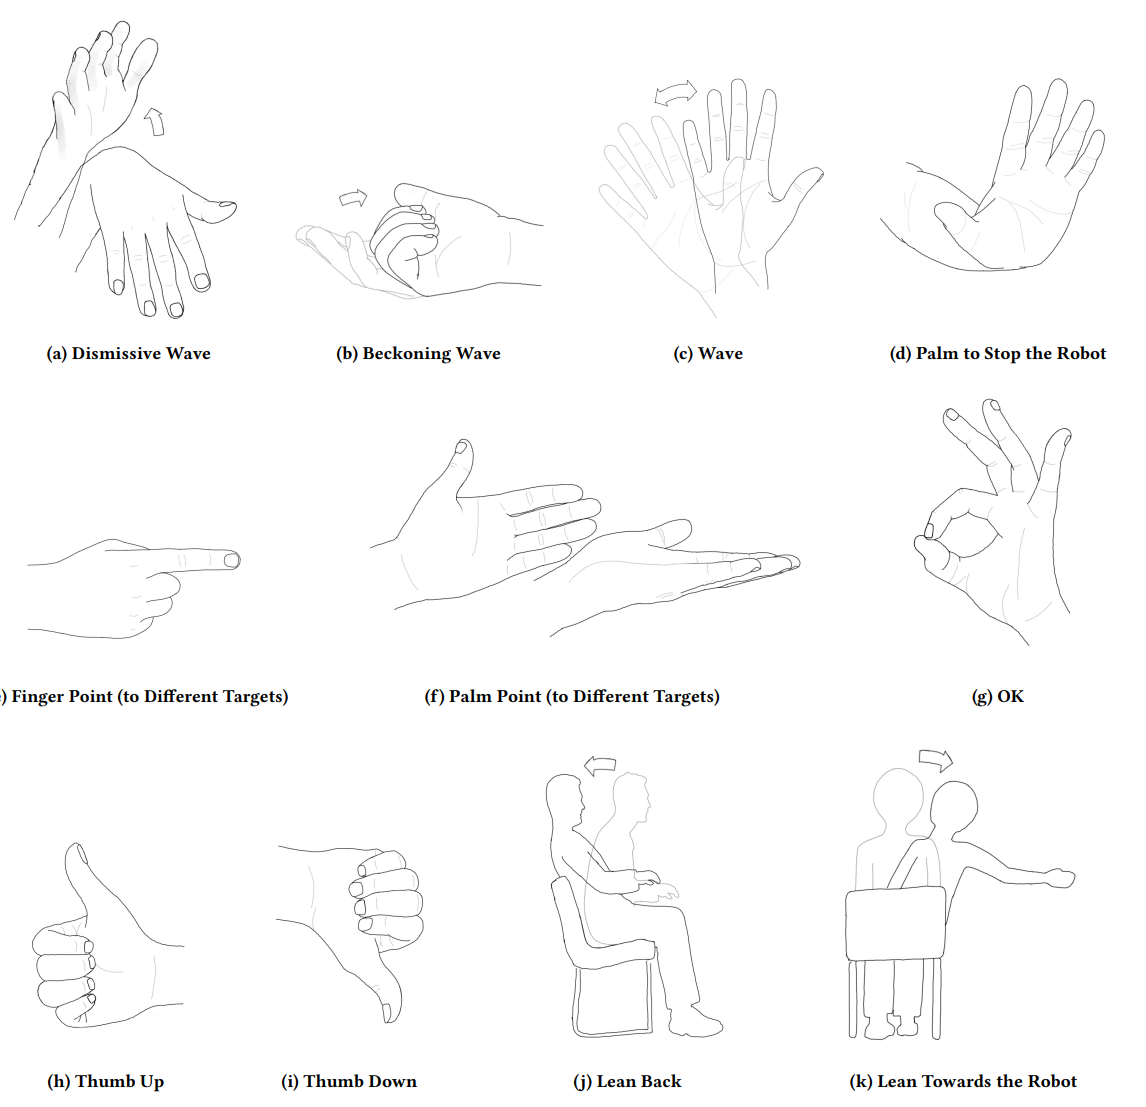 (a) Dismissive Wave
(b) Beckoning Wave
(c) Wave
(d) Palm to Stop the Robot
) Finger Point (to Different Targets)
(f) Palm Point (to Different Targets)
(g) OK
(h) Thumb Up
(i) Thumb Down
(j) Lean Back
(k) Lean Towards the Robot